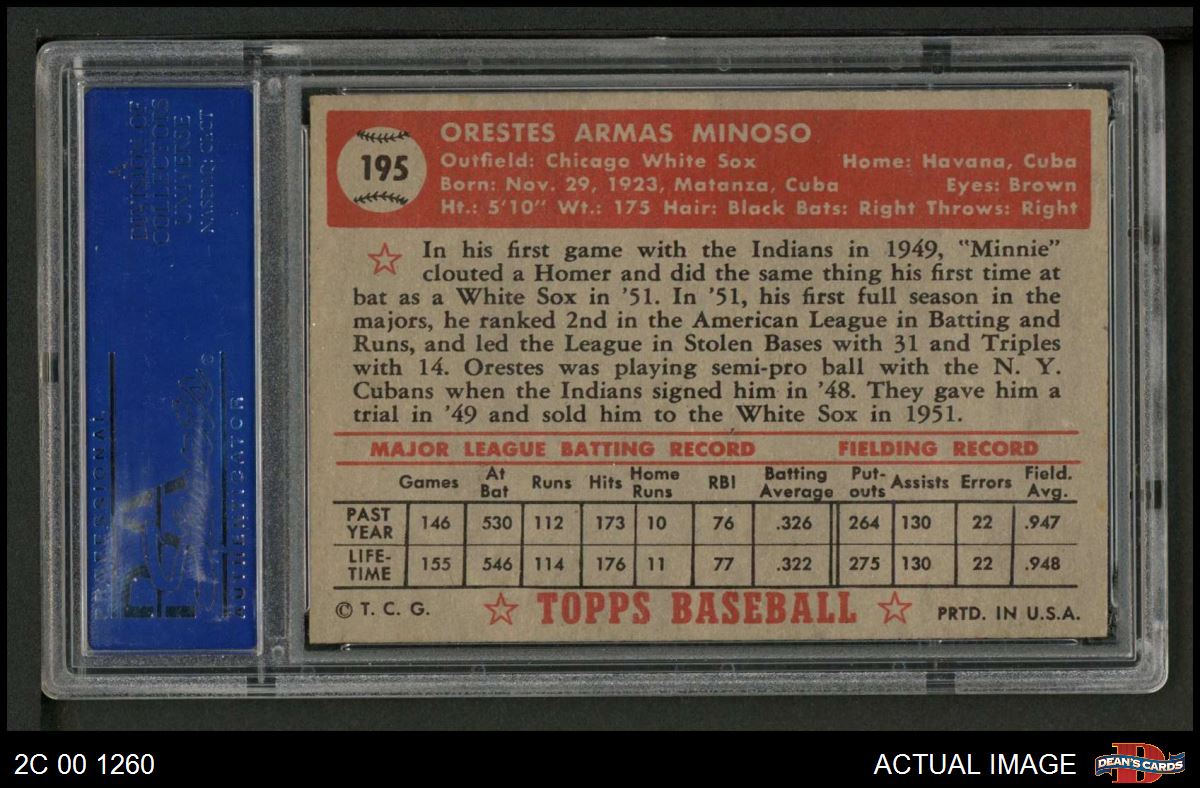 A
DIVISION OF
COLLECTORS
UNIVERSE
NASDAQ: CLCT
PSA
PROFESSIONAL
AUTHENTICATOR
195
ORESTES ARMAS MINOSO
Outfield: Chicago White Sox Home: Havana, Cuba
Born: Nov. 29, 1923, Matanza, Cuba Eyes: Brown
Ht.: 5'10" Wt.: 175 Hair: Black Bats: Right Throws: Right
In his first game with the Indians in 1949, "Minnie"
clouted a Homer and did the same thing his first time at
bat as a White Sox in '51. In '51, his first full season in the
majors, he ranked 2nd in the American League in Batting and
Runs, and led the League in Stolen Bases with 31 and Triples
with 14. Orestes was playing semi-pro ball with the N. Y.
Cubans when the Indians signed him in '48. They gave him a
trial in '49 and sold him to the White Sox in 1951.
MAJOR LEAGUE BATTING RECORD FIELDING RECORD
Games At Bat Runs Hits Home Runs RBI Batting Average Put-outs Assists Errors Field. Avg.
PAST YEAR 146 530 112 173 10 76 .326 264 130 22 .947
LIFE-TIME 155 546 114 176 11 77 .322 275 130 22 .948
© T. C. G. TOPPS BASEBALL PRTD. IN U.S.A.
2C 00 1260 ACTUAL IMAGE DEAN'S CARDS